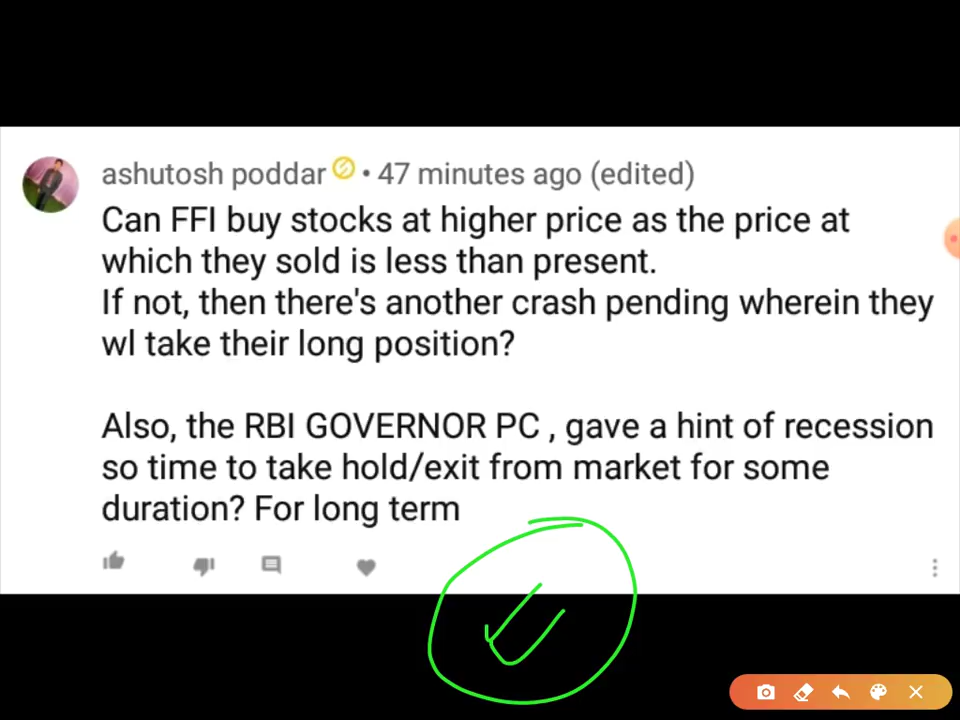 ashutosh poddar • 47 minutes ago (edited)
Can FFI buy stocks at higher price as the price at
which they sold is less than present.
If not, then there's another crash pending wherein they
wl take their long position?
Also, the RBI GOVERNOR PC , gave a hint of recession
so time to take hold/exit from market for some
duration? For long term